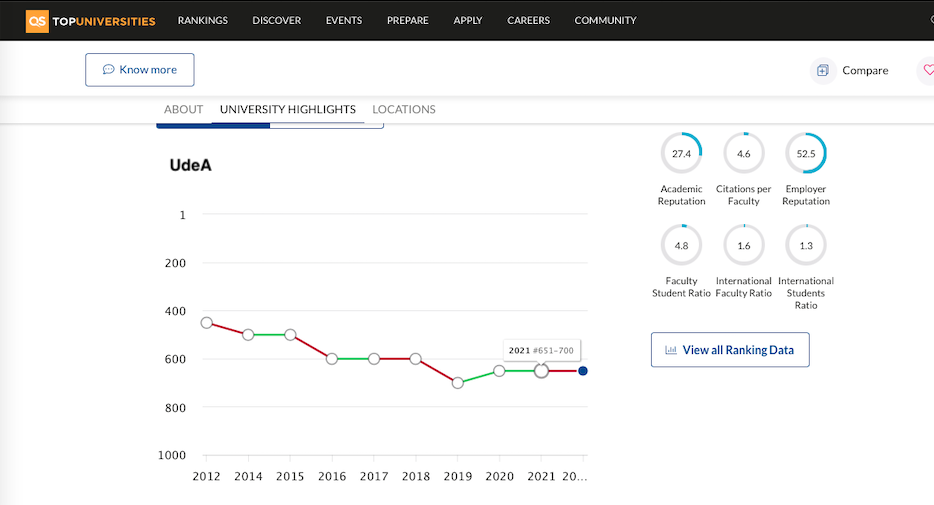 QS TOPUNIVERSITIES RANKINGS DISCOVER EVENTS PREPARE APPLY CAREERS COMMUNITY
Know more
Compare
ABOUT UNIVERSITY HIGHLIGHTS LOCATIONS
UdeA
1
200
400
600
800
1000
2021 #651-700
2012 2014 2015 2016 2017 2018 2019 2020 2021 20...
27.4 4.6 52.5
Academic Reputation
Citations per Faculty
Employer Reputation
4.8 1.6 1.3
Faculty Student Ratio
International Faculty Ratio
International Students Ratio
View all Ranking Data